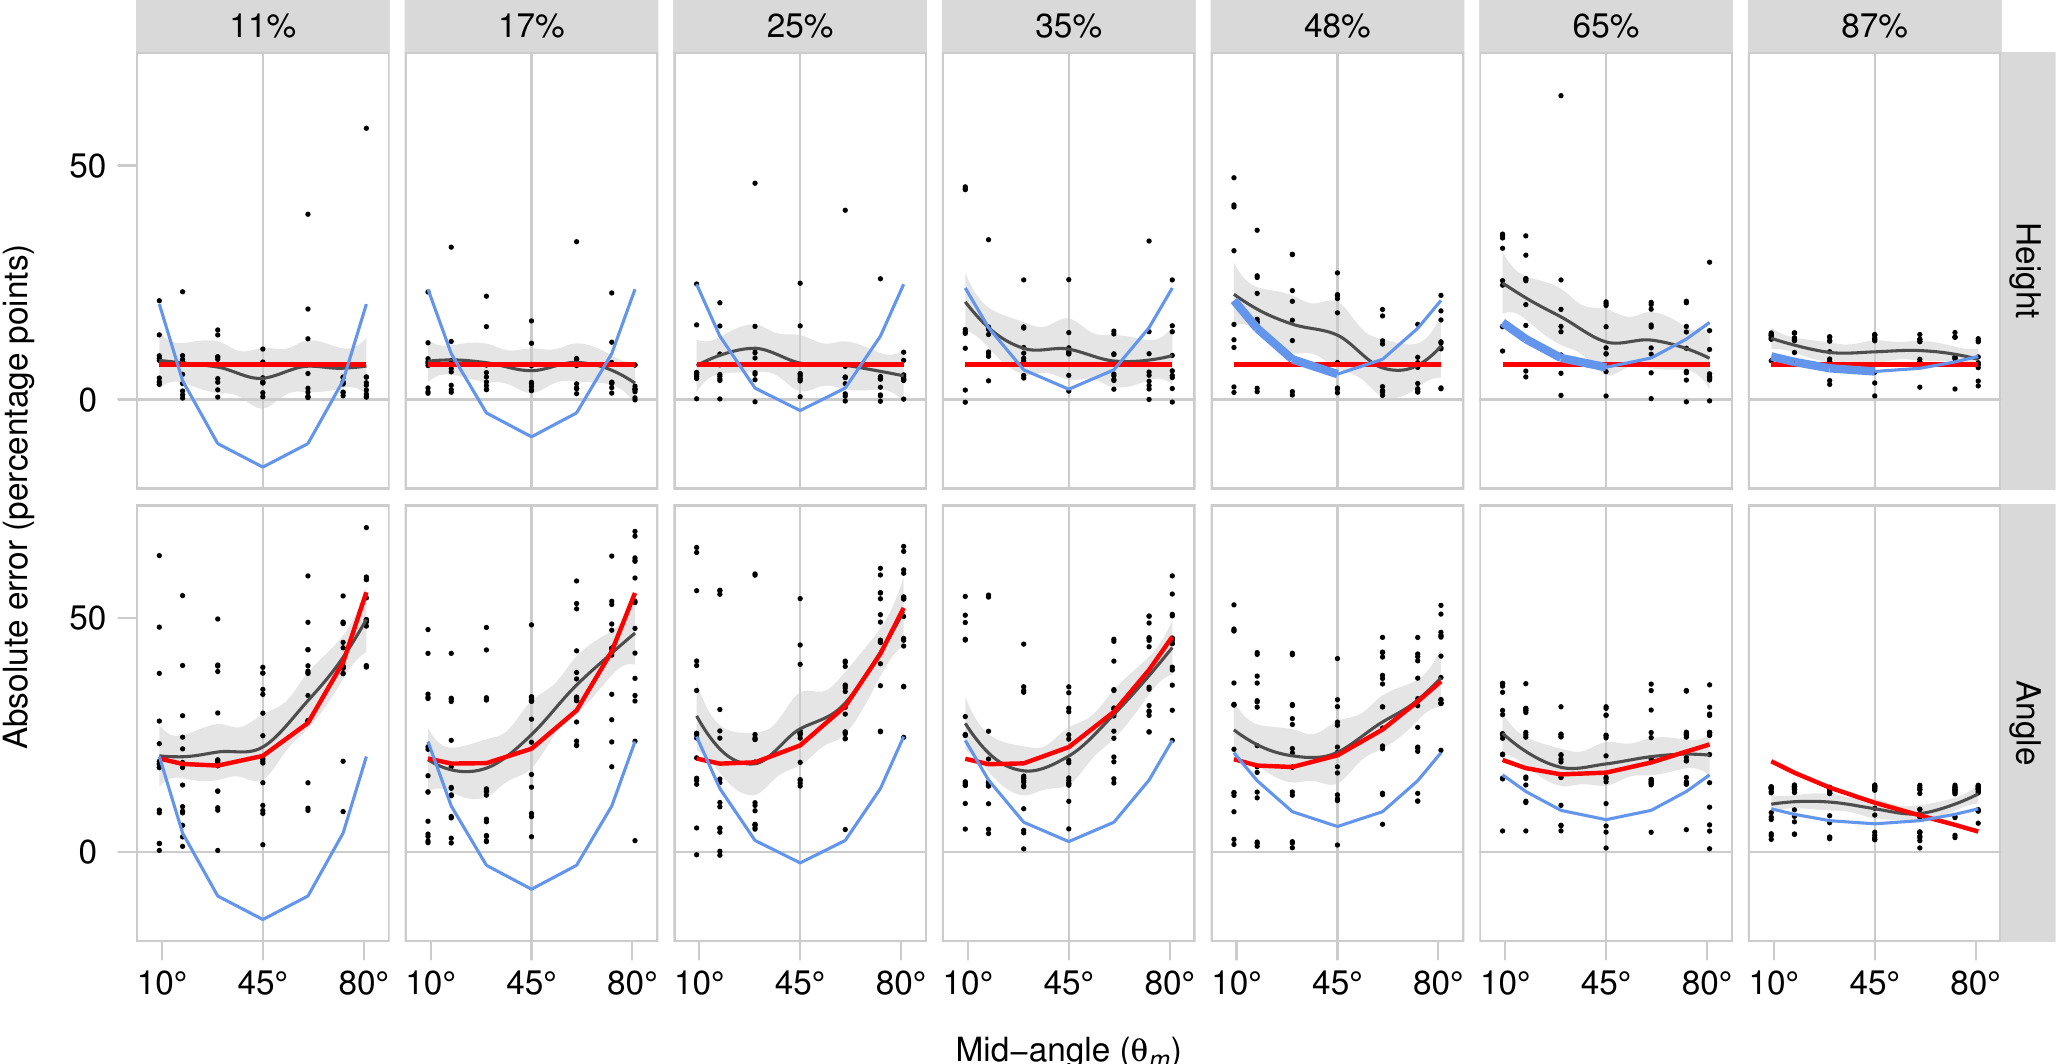 11% 17% 25% 35% 48% 65% 87%
Height
50
0
Absolute error (percentage points)
Angle
50
0
10° 45° 80° 10° 45° 80° 10° 45° 80° 10° 45° 80° 10° 45° 80° 10° 45° 80° 10° 45° 80°
Mid−angle (θm)